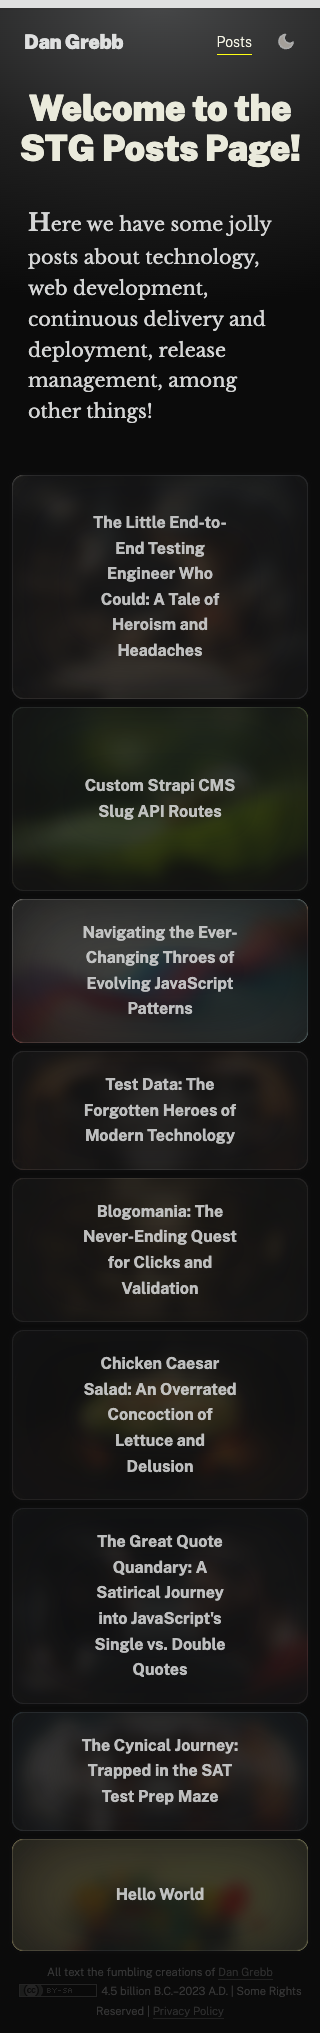 Dan Grebb
Posts
Welcome to the
STG Posts Page!
Here we have some jolly
posts about technology,
web development,
continuous delivery and
deployment, release
management, among
other things!
The Little End-to-
End Testing
Engineer Who
Could: A Tale of
Heroism and
Headaches
Custom Strapi CMS
Slug API Routes
Navigating the Ever-
Changing Throes of
Evolving JavaScript
Patterns
Test Data: The
Forgotten Heroes of
Modern Technology
Blogomania: The
Never-Ending Quest
for Clicks and
Validation
Chicken Caesar
Salad: An Overrated
Concoction of
Lettuce and
Delusion
The Great Quote
Quandary: A
Satirical Journey
into JavaScript's
Single vs. Double
Quotes
The Cynical Journey:
Trapped in the SAT
Test Prep Maze
Hello World
All text the fumbling creations of Dan Grebb
(cc) BY-SA 4.5 billion B.C.–2023 A.D. | Some Rights
Reserved | Privacy Policy